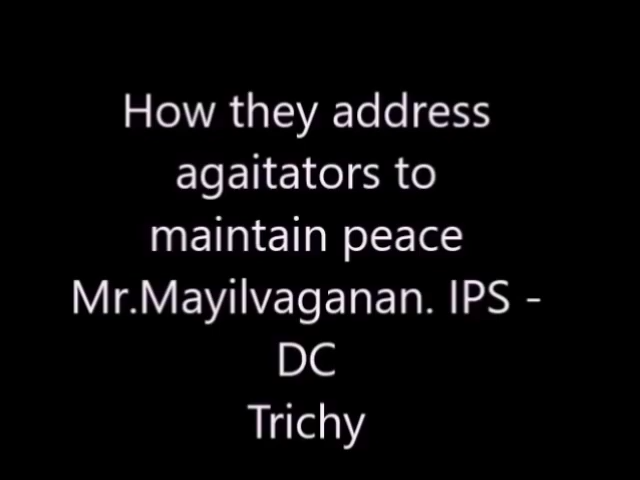 How they address
agaitators to
maintain peace
Mr.Mayilvaganan. IPS -
DC
Trichy